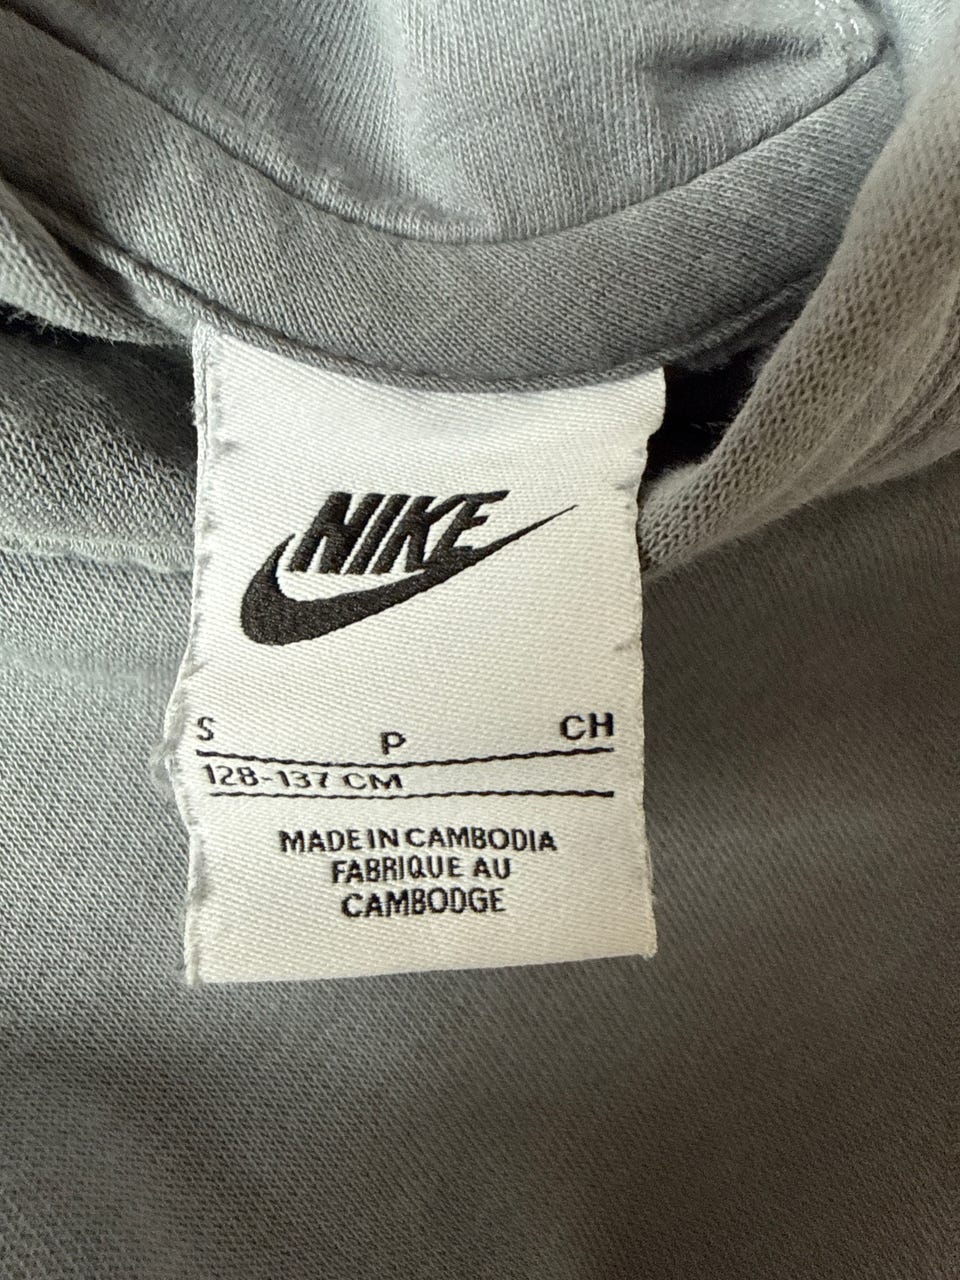 NIKE
S P CH
128-137 CM
MADE IN CAMBODIA
FABRIQUE AU
CAMBODGE